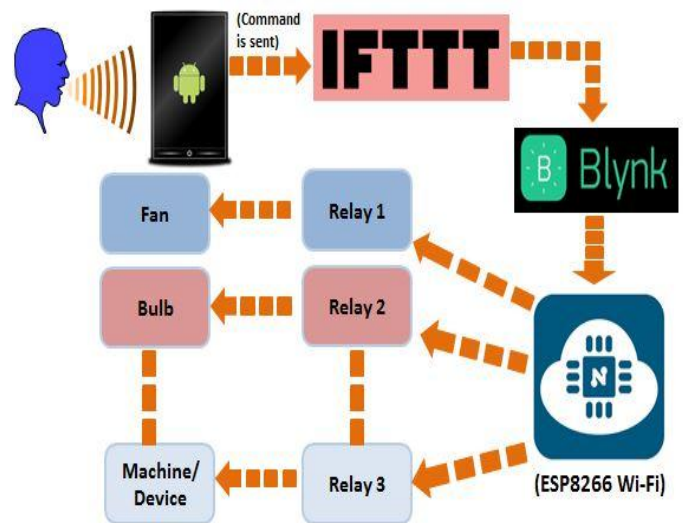 (Command
is sent)
IFTTT
B Blynk
Fan
Relay 1
Bulb
Relay 2
N
Machine/
Device
Relay 3
(ESP8266 Wi-Fi)